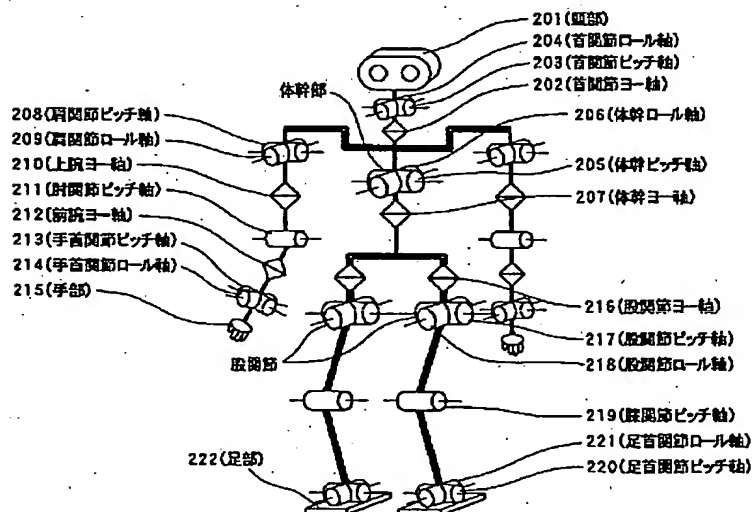 201(頭部)
204(首関節ロール軸)
203(首関節ピッチ軸)
202(首関節ヨー軸)
体幹部
206(体幹ロール軸)
208(肩関節ピッチ軸)
209(肩関節ロール軸)
205(体幹ピッチ軸)
210(上腕ヨー軸)
211(肘関節ピッチ軸)
207(体幹ヨー軸)
212(前腕ヨー軸)
213(手首関節ピッチ軸)
214(手首関節ロール軸)
215(手部)
216(股関節ヨー軸)
217(股関節ピッチ軸)
股関節
218(股関節ロール軸)
219(膝関節ピッチ軸)
221(足首関節ロール軸)
222(足部)
220(足首関節ピッチ軸)